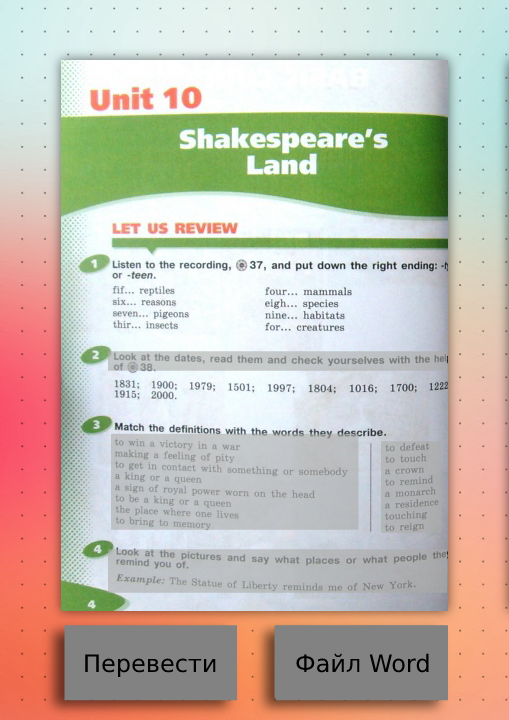 Unit 10
Shakespeare's
Land
LET US REVIEW
1 Listen to the recording, 37, and put down the right ending:
or -teen.
fif... reptiles
six... reasons
seven... pigeons
thir... insects
four... mammals
eigh... species
nine... habitats
for... creatures
2 Look at the dates, read them and check yourselves with the
of 38.
1831; 1900; 1979; 1501; 1997; 1804; 1016; 1700; 1222
1915; 2000.
3 Match the definitions with the words they describe.
to win a victory in a war
making a feeling of pity
to get in contact with something or somebody
a king or a queen
a sign of royal power worn on the head
to be a king or a queen
the place where one lives
to bring to memory
to defeat
to touch
a crown
to remind
a monarch
a residence
touching
to reign
4 Look at the pictures and say what places or what people they
remind you of.
Example: The Statue of Liberty reminds me of New York.
4
Перевести
Файл Word